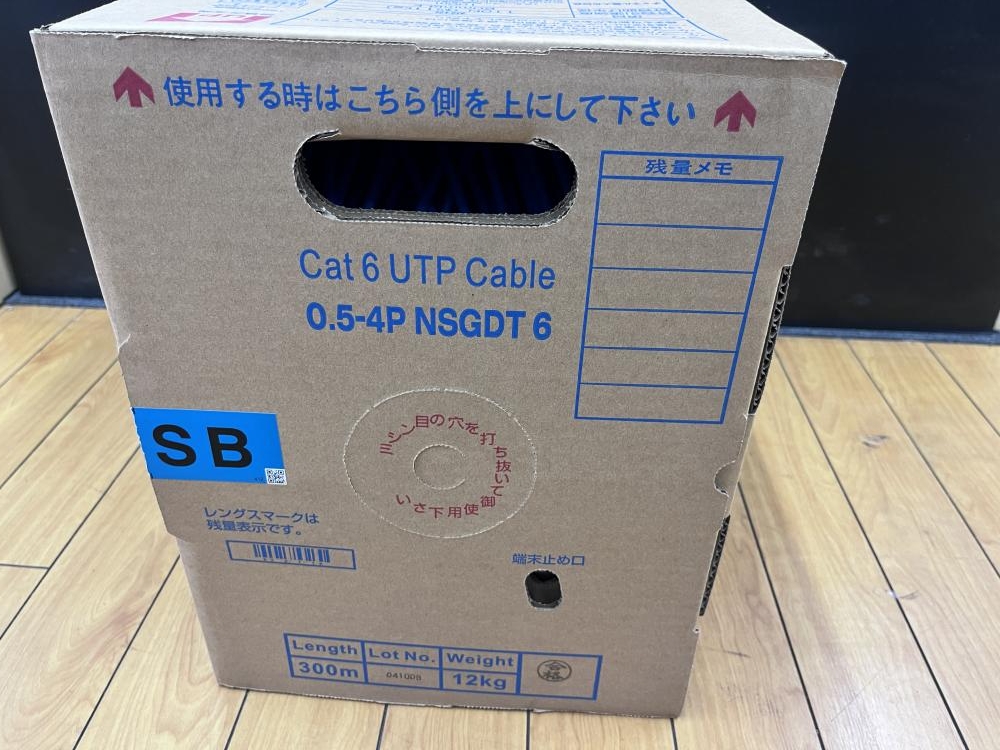 使用する時はこちら側を上にして下さい
残量メモ
Cat 6 UTP Cable
0.5-4P NSGDT 6
ミシン目の穴を打ち抜いて御使用下さい
SB
レングスマークは
残量表示です。
端末止め口
Length Lot No. Weight
300m 041008 12kg 合格